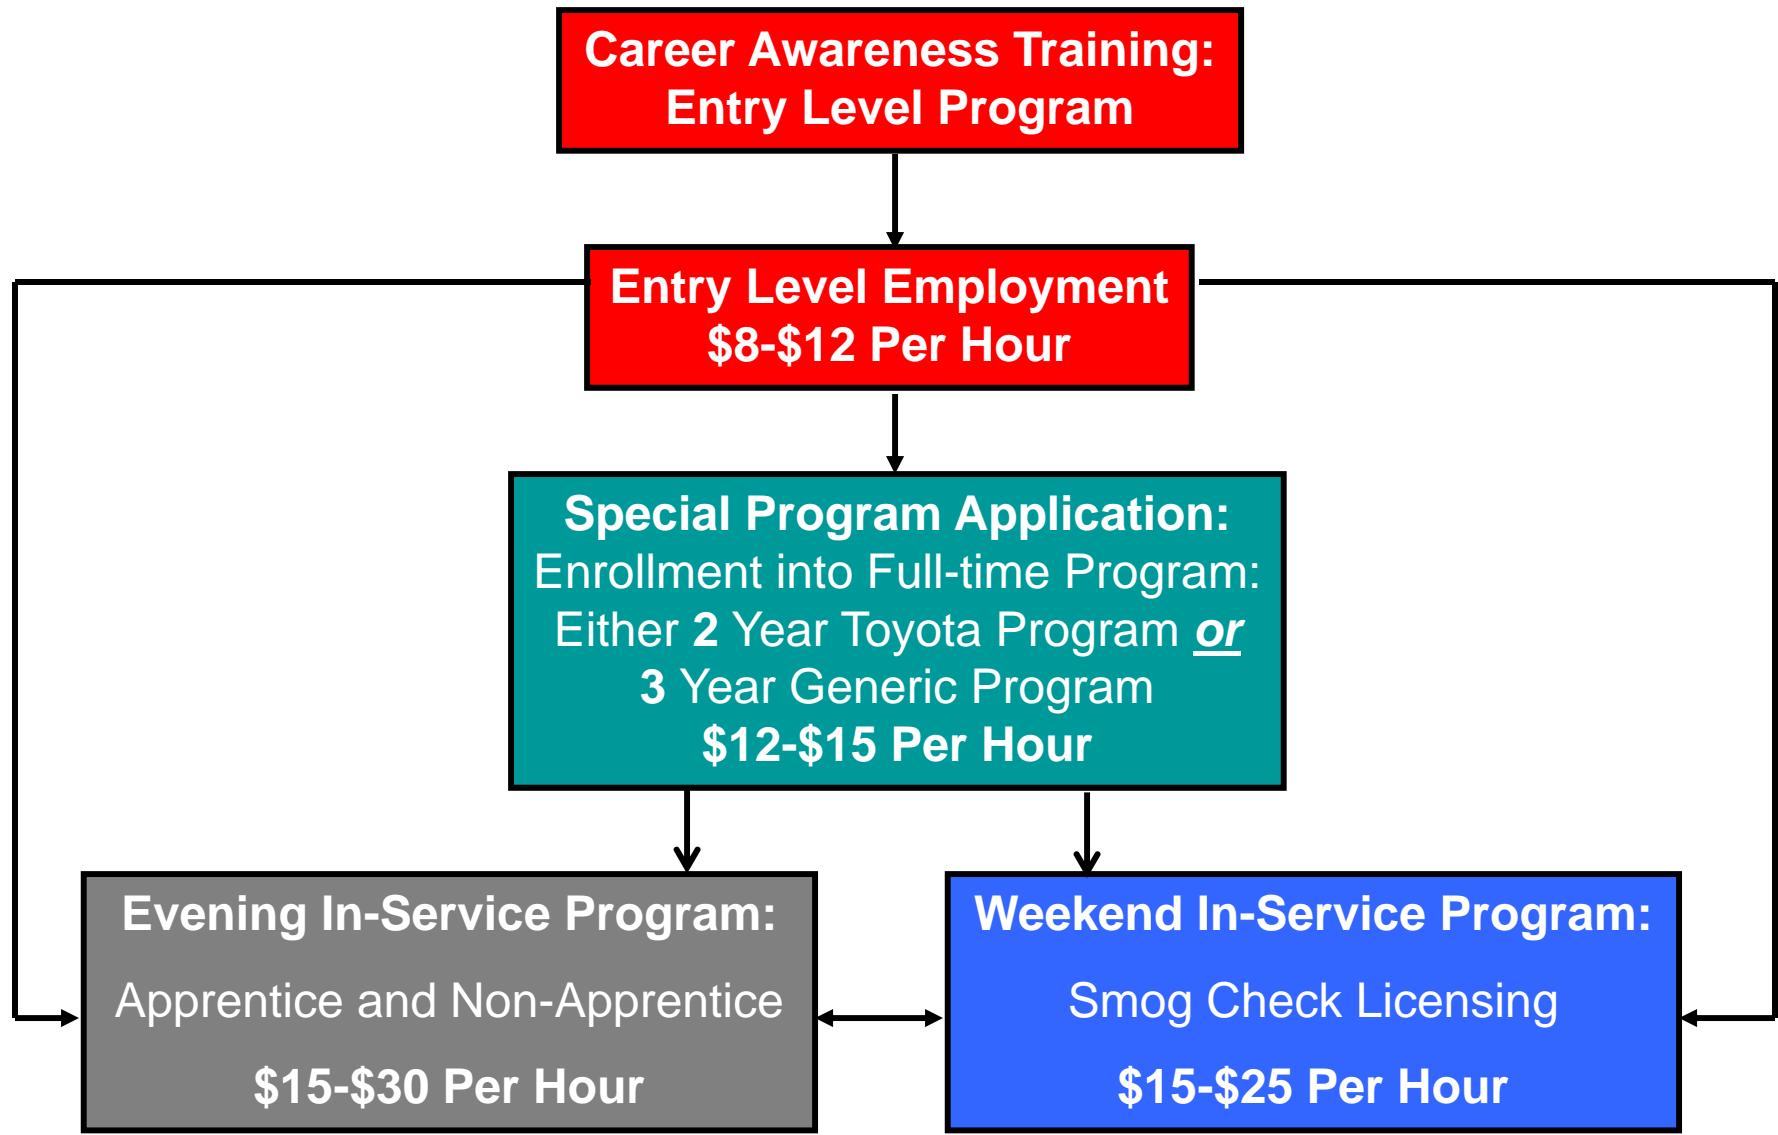 Career Awareness Training:
Entry Level Program
Entry Level Employment
$8-$12 Per Hour
Special Program Application:
Enrollment into Full-time Program:
Either 2 Year Toyota Program or
3 Year Generic Program
$12-$15 Per Hour
Evening In-Service Program:
Apprentice and Non-Apprentice
$15-$30 Per Hour
Weekend In-Service Program:
Smog Check Licensing
$15-$25 Per Hour